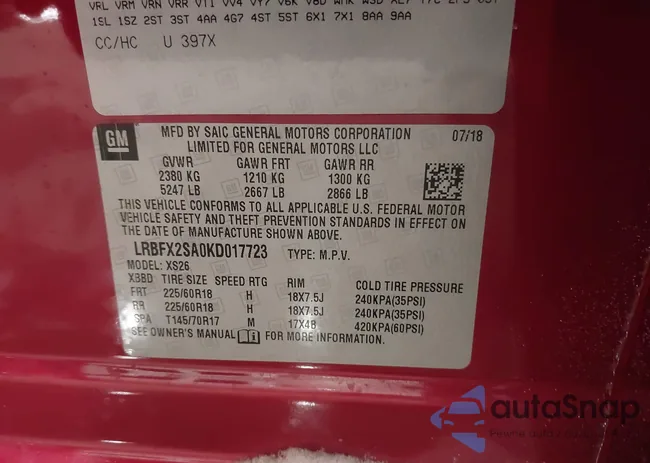 1SL 1SZ 2ST 3ST 4AA 4G7 4ST 5ST 6X1 7X1 8AA 9AA
CC/HC U 397X
GM
MFD BY SAIC GENERAL MOTORS CORPORATION 07/18
LIMITED FOR GENERAL MOTORS LLC
GVWR GAWR FRT GAWR RR
2380 KG 1210 KG 1300 KG
5247 LB 2667 LB 2866 LB
THIS VEHICLE CONFORMS TO ALL APPLICABLE U.S. FEDERAL MOTOR
VEHICLE SAFETY AND THEFT PREVENTION STANDARDS IN EFFECT ON
THE DATE OF MANUFACTURE SHOWN ABOVE.
LRBFX2SA0KD017723 TYPE: M.P.V.
MODEL: XS26
XBBD TIRE SIZE SPEED RTG RIM COLD TIRE PRESSURE
FRT 225/60R18 H 18X7.5J 240KPA(35PSI)
RR 225/60R18 H 18X7.5J 240KPA(35PSI)
SPA T145/70R17 M 17X4B 420KPA(60PSI)
SEE OWNER'S MANUAL FOR MORE INFORMATION.
autaSnap